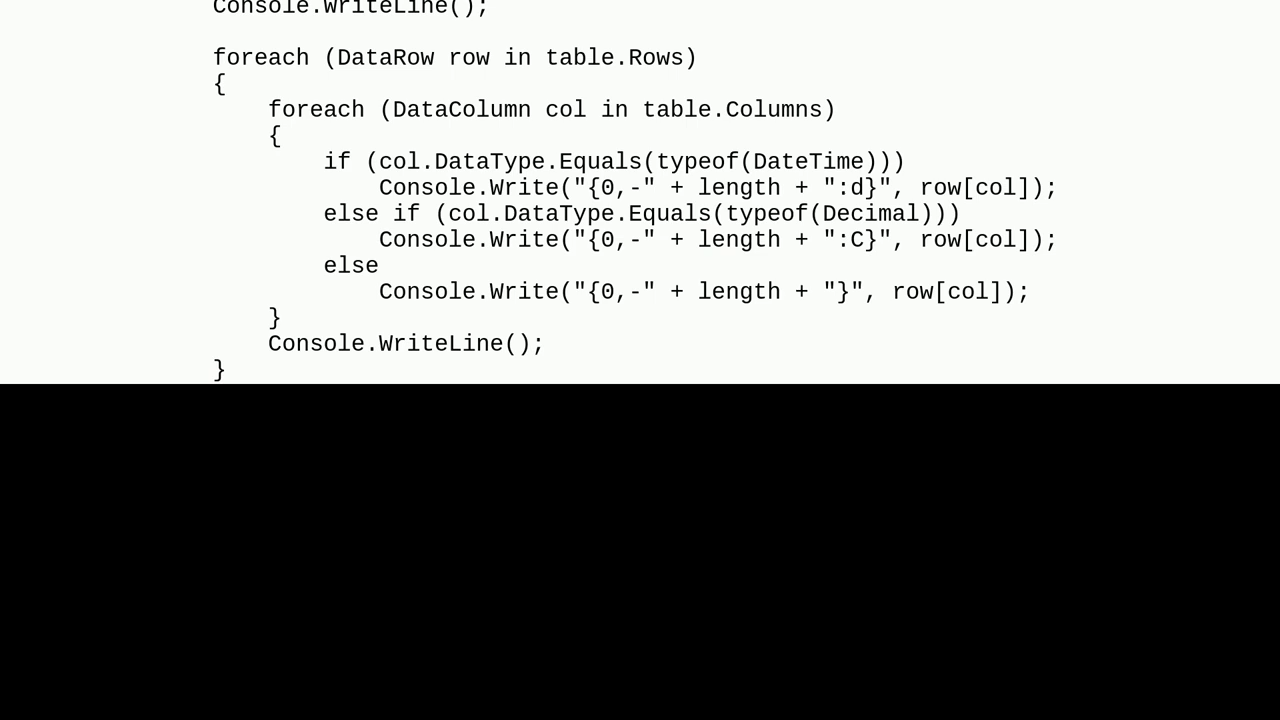 Console.WriteLine();
foreach (DataRow row in table.Rows)
{
foreach (DataColumn col in table.Columns)
{
if (col.DataType.Equals(typeof(DateTime)))
Console.Write("{0,-" + length + ":d}", row[col]);
else if (col.DataType.Equals(typeof(Decimal)))
Console.Write("{0,-" + length + ":C}", row[col]);
else
Console.Write("{0,-" + length + "}", row[col]);
}
Console.WriteLine();
}